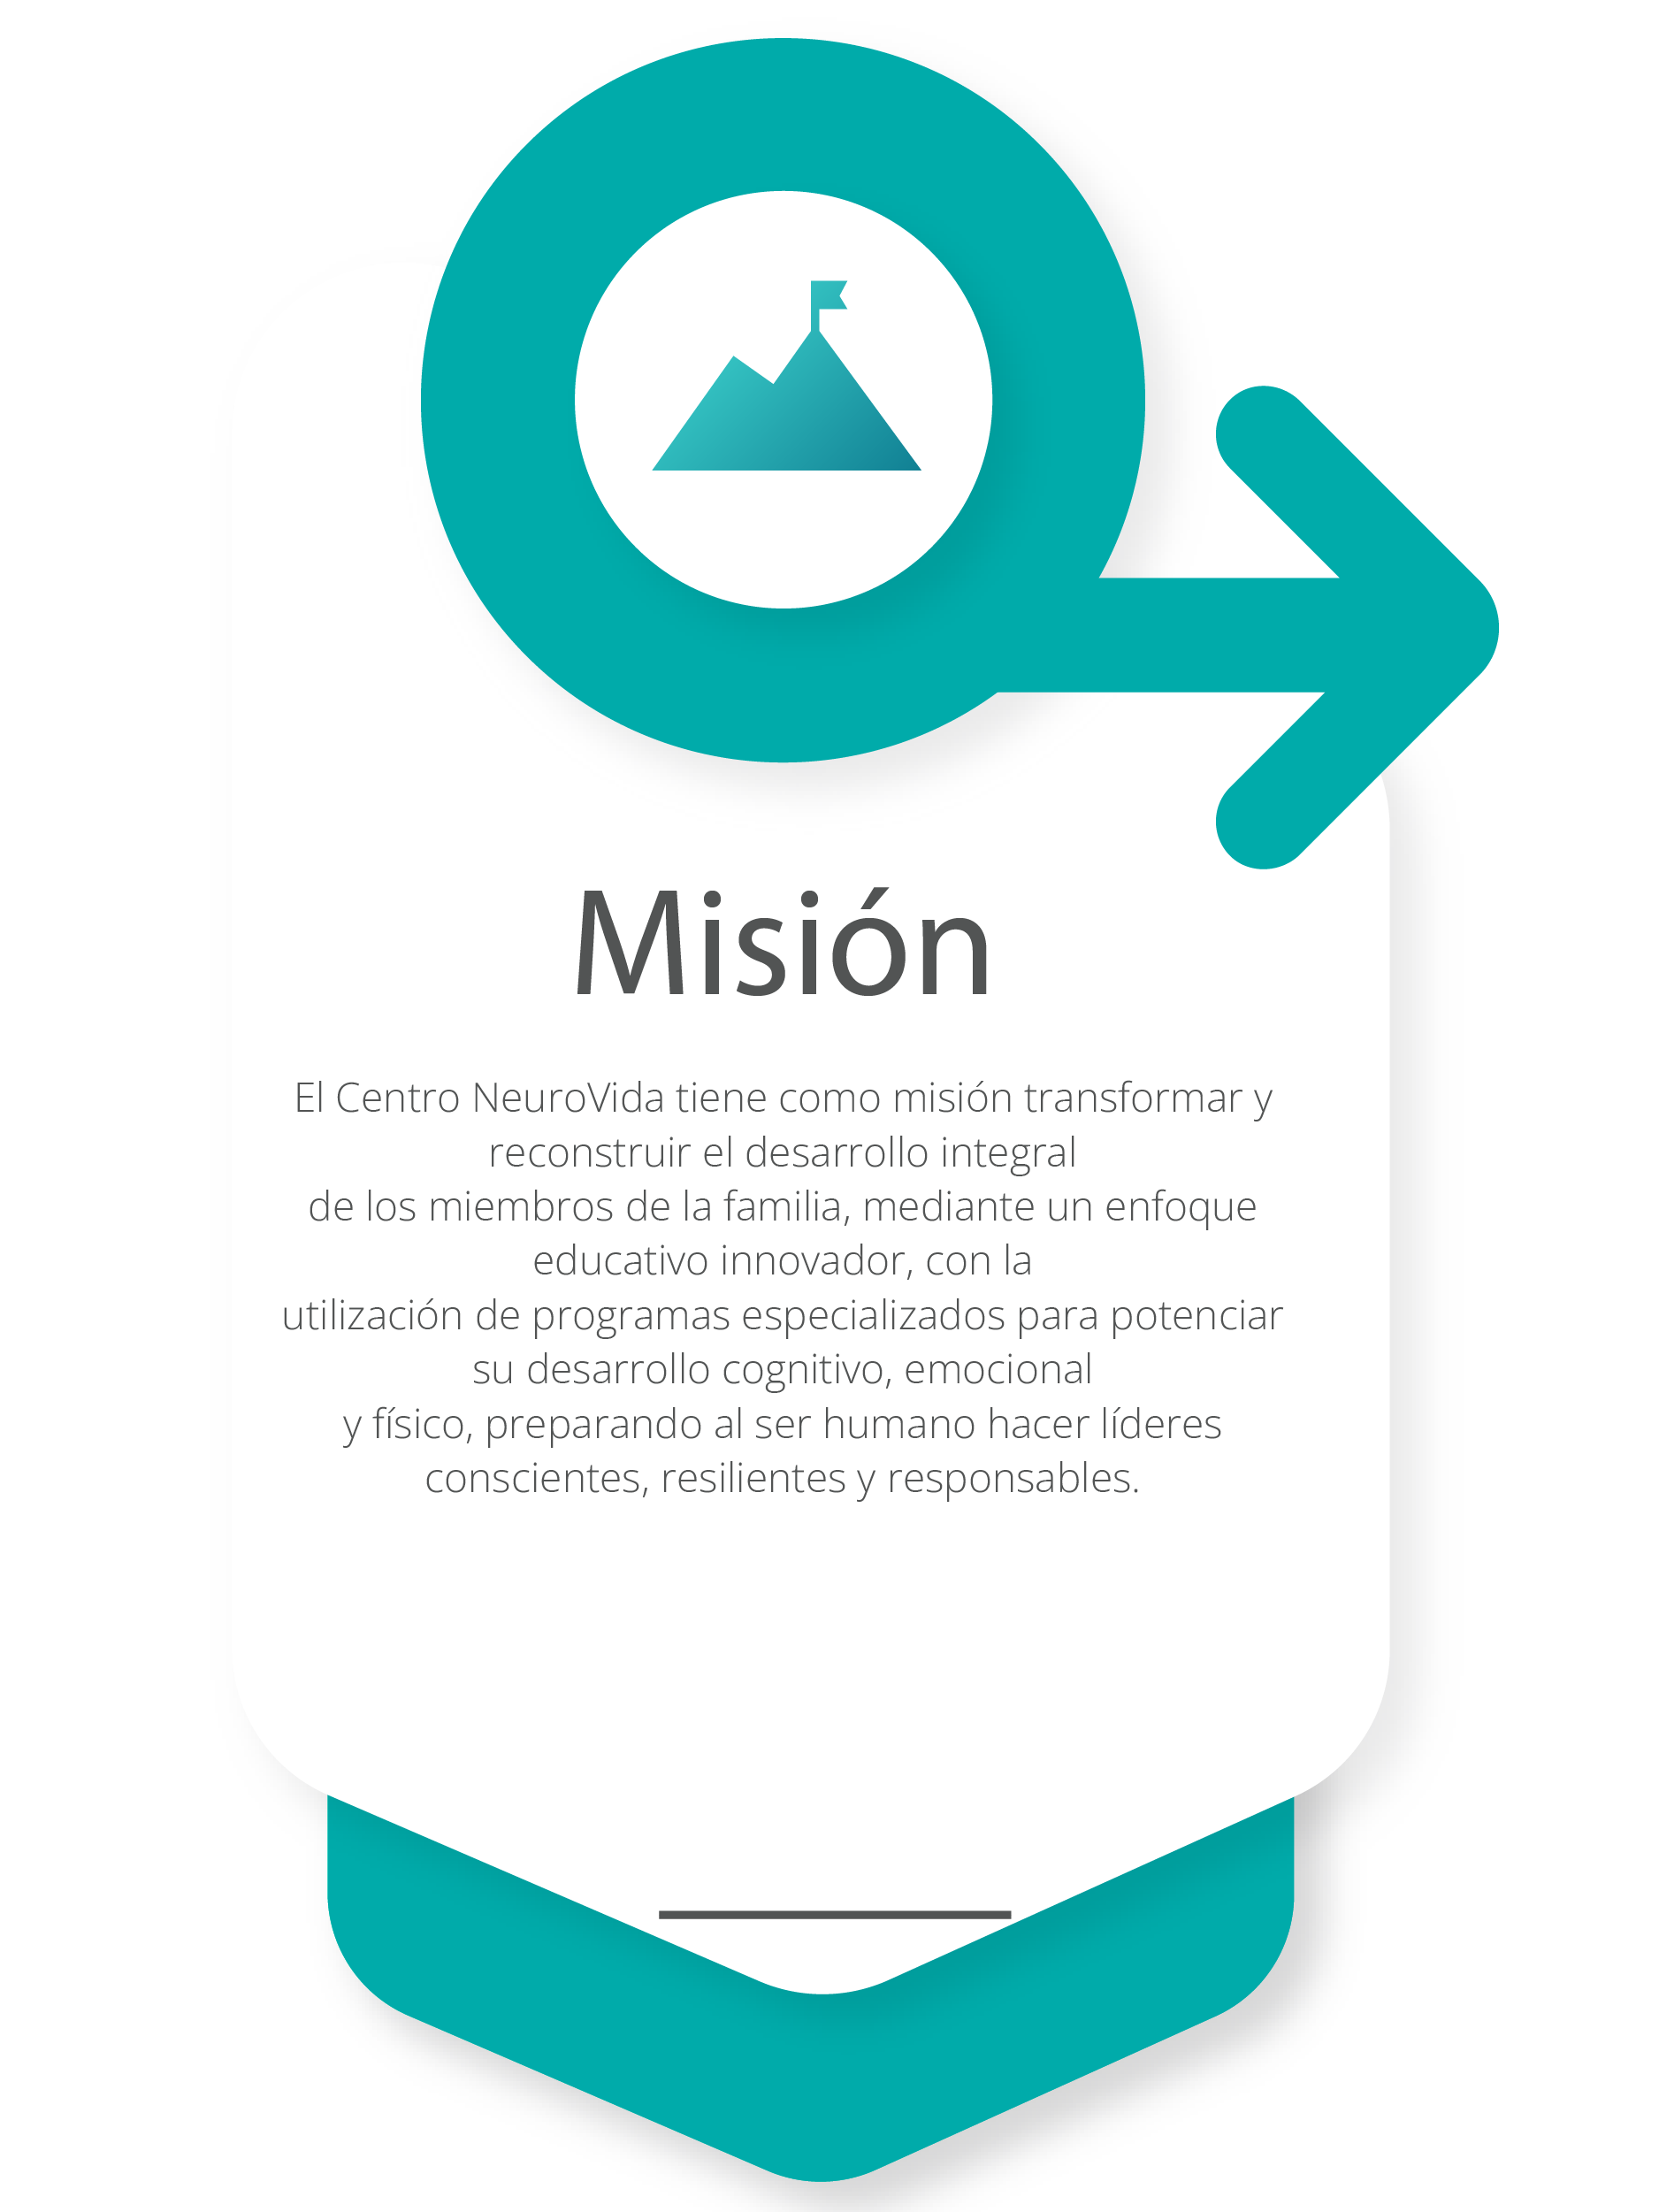 Misión
El Centro NeuroVida tiene como misión transformar y
reconstruir el desarrollo integral
de los miembros de la familia, mediante un enfoque
educativo innovador, con la
utilización de programas especializados para potenciar
su desarrollo cognitivo, emocional
y físico, preparando al ser humano hacer líderes
conscientes, resilientes y responsables.